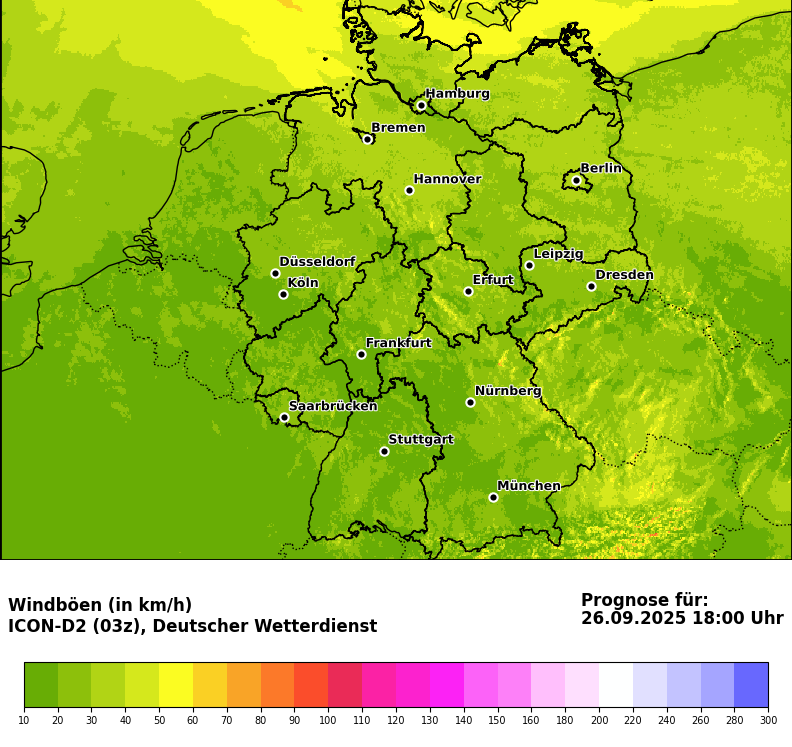 Hamburg
Bremen
Berlin
Hannover
Leipzig
Düsseldorf
Dresden
Köln
Erfurt
Frankfurt
Nürnberg
Saarbrücken
Stuttgart
München
Windböen (in km/h)
ICON-D2 (03z), Deutscher Wetterdienst
Prognose für:
26.09.2025 18:00 Uhr
10 20 30 40 50 60 70 80 90 100 110 120 130 140 150 160 180 200 220 240 260 280 300